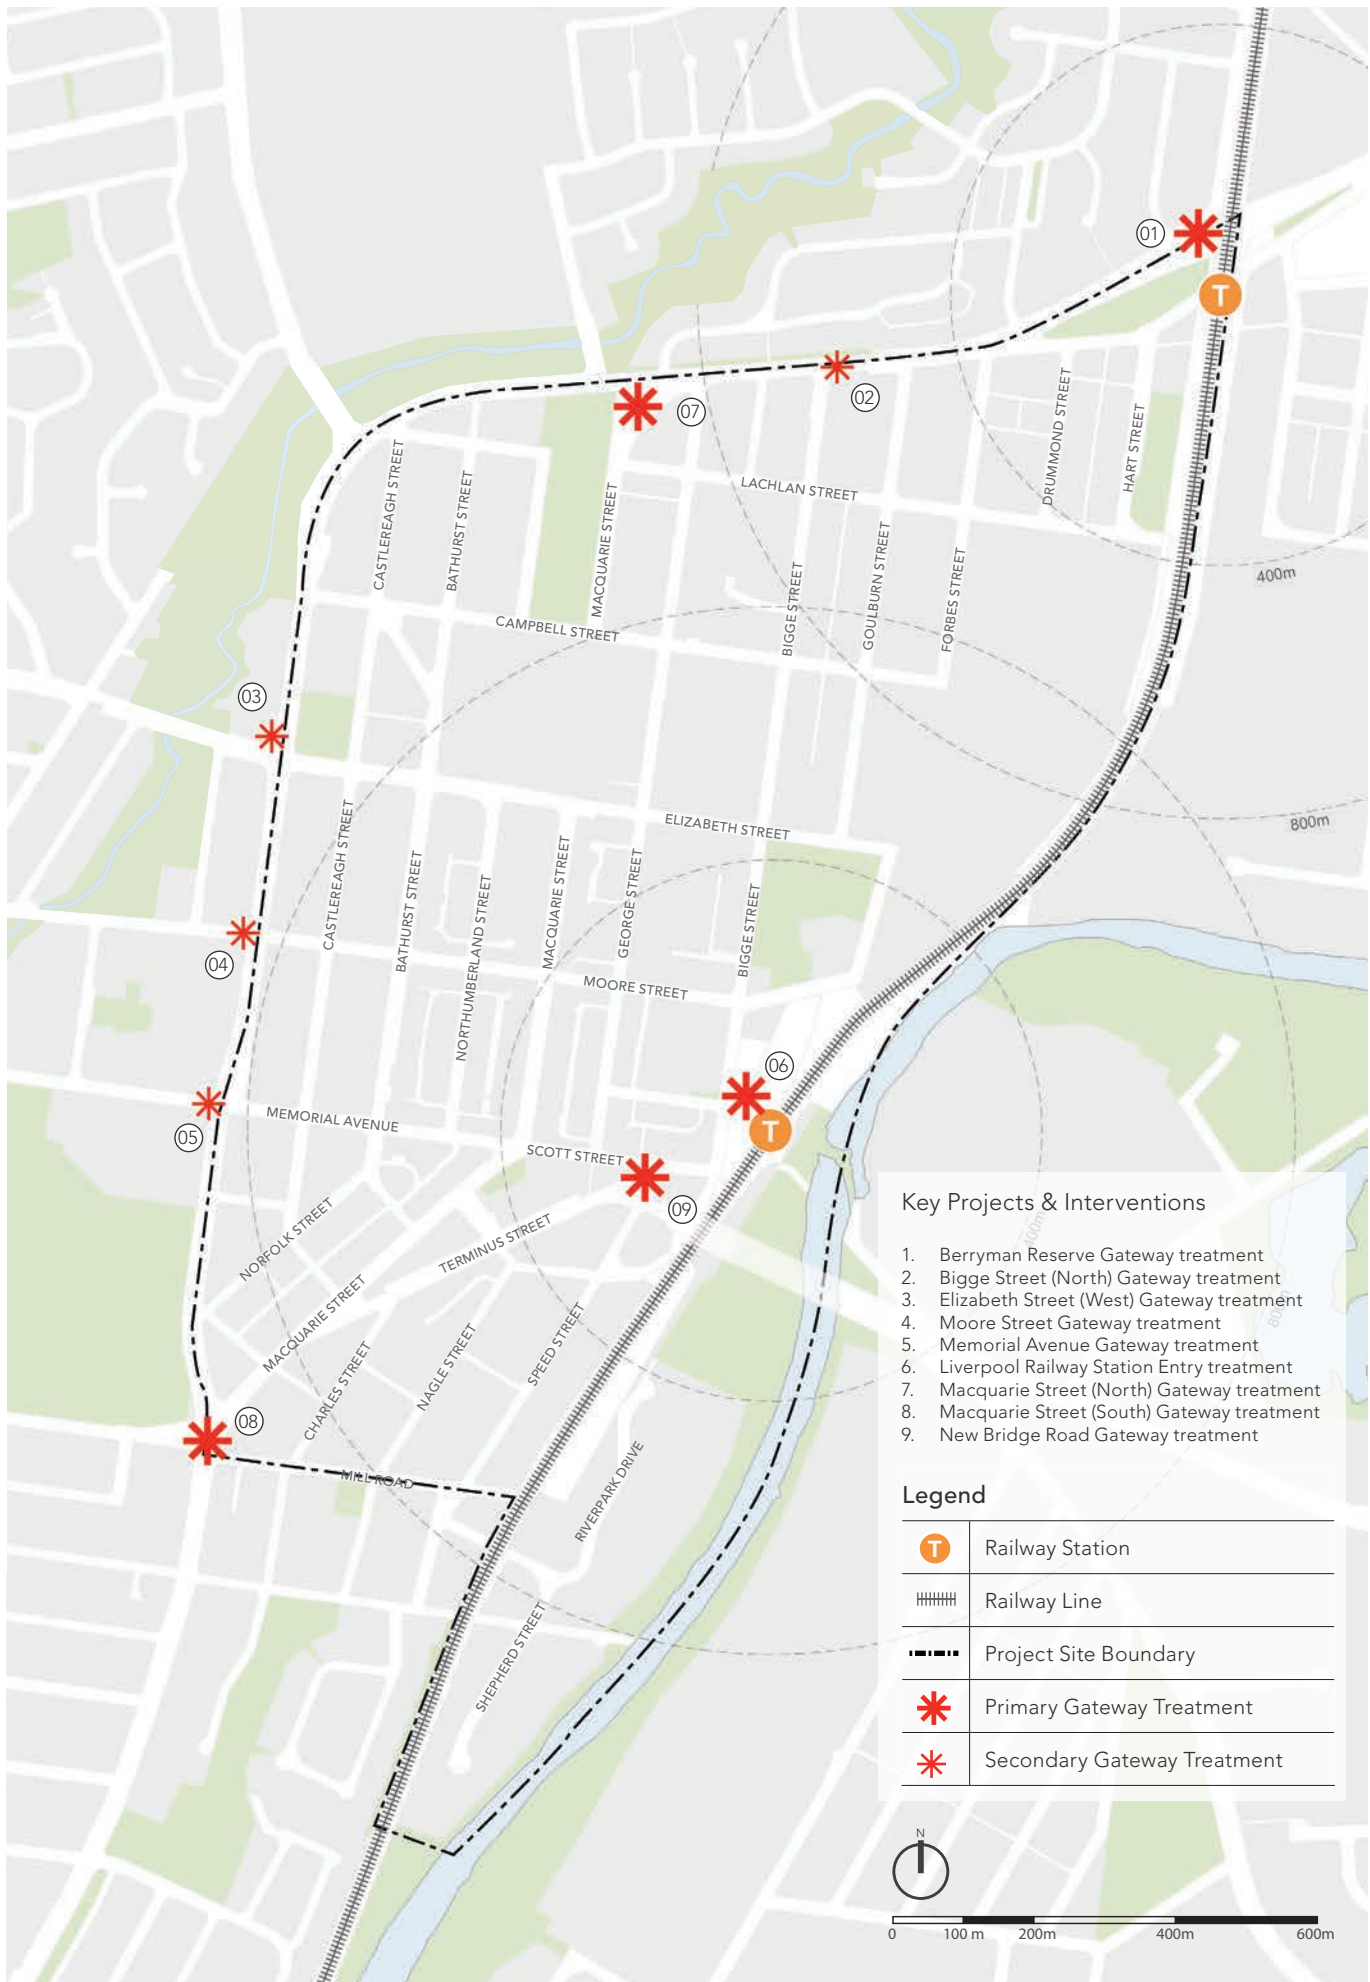 01
T
02
07
DRUMMOND STREET
HART STREET
CASTLEREAGH STREET
BATHURST STREET
MACQUARIE STREET
LACHLAN STREET
BIGGE STREET
GOULBURN STREET
FORBES STREET
400m
CAMPBELL STREET
03
800m
ELIZABETH STREET
CASTLEREAGH STREET
BATHURST STREET
NORTHUMBERLAND STREET
MACQUARIE STREET
GEORGE STREET
BIGGE STREET
04
MOORE STREET
06
T
05
MEMORIAL AVENUE
SCOTT STREET
09
NORFOLK STREET
TERMINUS STREET
MACQUARIE STREET
CHARLES STREET
NAGLE STREET
SPEED STREET
08
MILL ROAD
RIVERPARK DRIVE
SHEPHERD STREET
400m
800m
Key Projects & Interventions
1. Berryman Reserve Gateway treatment
2. Bigge Street (North) Gateway treatment
3. Elizabeth Street (West) Gateway treatment
4. Moore Street Gateway treatment
5. Memorial Avenue Gateway treatment
6. Liverpool Railway Station Entry treatment
7. Macquarie Street (North) Gateway treatment
8. Macquarie Street (South) Gateway treatment
9. New Bridge Road Gateway treatment
Legend
T Railway Station
Railway Line
Project Site Boundary
Primary Gateway Treatment
Secondary Gateway Treatment
N
0 100 m 200m 400m 600m